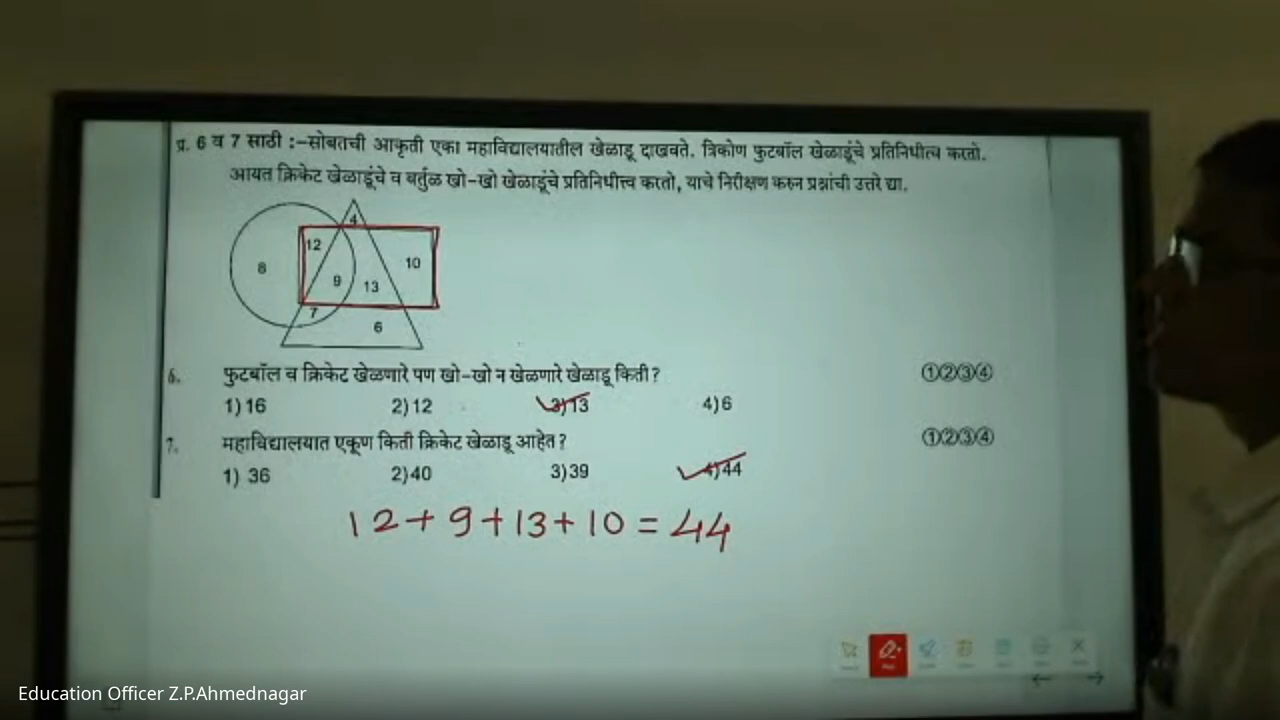 प्र. 6 व 7 साठी :-सोबतची आकृती एका महाविद्यालयातील खेळाडू दाखवते. त्रिकोण फुटबॉल खेळाडूंचे प्रतिनिधीत्व करतो.
आयत क्रिकेट खेळाडूंचे व वर्तुळ खो-खो खेळाडूंचे प्रतिनिधीत्त्व करतो, याचे निरीक्षण करुन प्रश्नांची उत्तरे द्या.
4
12
8
10
9
13
7
6
6. फुटबॉल व क्रिकेट खेळणारे पण खो-खो न खेळणारे खेळाडू किती ? ①②③④
1) 16 2) 12 3) 13 4) 6
7. महाविद्यालयात एकूण किती क्रिकेट खेळाडू आहेत ? ①②③④
1) 36 2) 40 3) 39 4) 44
12 + 9 + 13 + 10 = 44
Education Officer Z.P.Ahmednagar